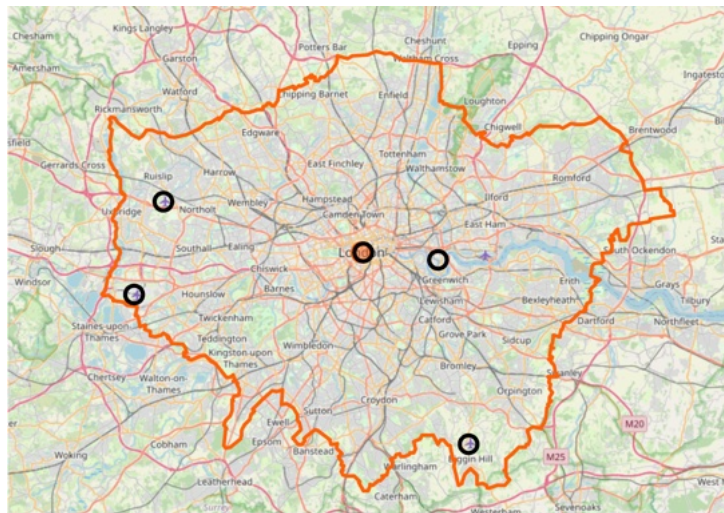 Chesham
Kings Langley
Potters Bar
Cheshunt
Waltham Cross
Epping
Chipping Ongar
Amersham
Garston
Watford
Enfield
Loughton
Ingatest
Rickmansworth
Chipping Barnet
Chigwell
Brentwood
Edgware
Gerrards Cross
Ruislip
Harrow
East Finchley
Tottenham
Walthamstow
Romford
Ilford
Uxbridge
Northolt
Wembley
Hampstead
Camden Town
East Ham
Slough
Southall
Ealing
London
South Ockendon
Windsor
Chiswick
Greenwich
Erith
Grays
Hounslow
Barnes
Lewisham
Bexleyheath
Tilbury
Staines-upon
Thames
Twickenham
Catford
Dartford
Northfleet
Teddington
Wimbledon
Grove Park
Sidcup
Kingston upon
Thames
Chertsey
Walton-on-
Thames
Bromley
Swanley
Orpington
Sutton
Croydon
Ewell
M20
Cobham
Epsom
Banstead
Biggin Hill
M25
Woking
Warlingham
Leatherhead
Caterham
Surrey
Westerham
Sevenoaks
West